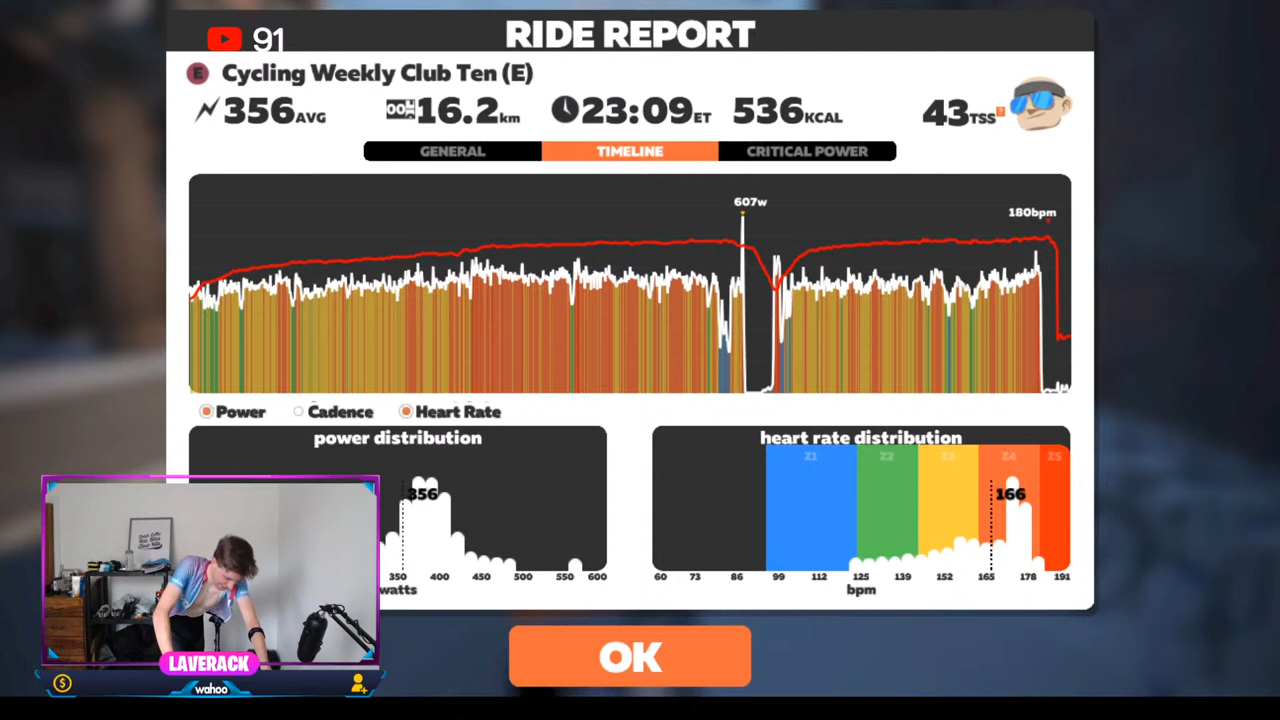 91
RIDE REPORT
E Cycling Weekly Club Ten (E)
356AVG 16.2km 23:09ET 536KCAL 43TSS ?
GENERAL TIMELINE CRITICAL POWER
607w
180bpm
Power Cadence Heart Rate
power distribution
356
350 400 450 500 550 600
watts
heart rate distribution
Z1 Z2 Z3 Z4 Z5
166
60 73 86 99 112 125 139 152 165 178 191
bpm
LAVERACK
wahoo
OK